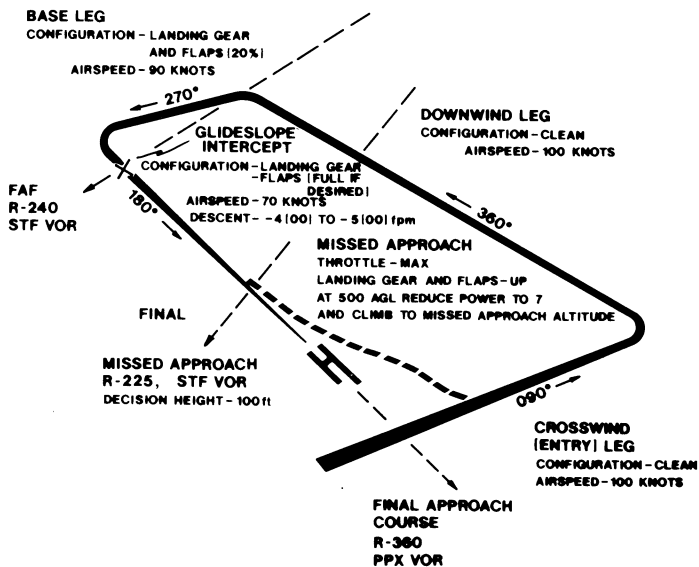 BASE LEG
CONFIGURATION – LANDING GEAR
AND FLAPS (20%)
AIRSPEED – 90 KNOTS
270°
GLIDESLOPE
INTERCEPT
CONFIGURATION – LANDING GEAR
– FLAPS (FULL IF
DESIRED)
AIRSPEED – 70 KNOTS
DESCENT – –4(00) TO –5(00) fpm
DOWNWIND LEG
CONFIGURATION – CLEAN
AIRSPEED – 100 KNOTS
360°
FAF
R-240
STF VOR
180°
MISSED APPROACH
THROTTLE – MAX
LANDING GEAR AND FLAPS – UP
AT 500 AGL REDUCE POWER TO 7
AND CLIMB TO MISSED APPROACH ALTITUDE
FINAL
MISSED APPROACH
R-225, STF VOR
DECISION HEIGHT – 100 ft
090°
CROSSWIND
(ENTRY) LEG
CONFIGURATION – CLEAN
AIRSPEED – 100 KNOTS
FINAL APPROACH
COURSE
R-360
PPX VOR